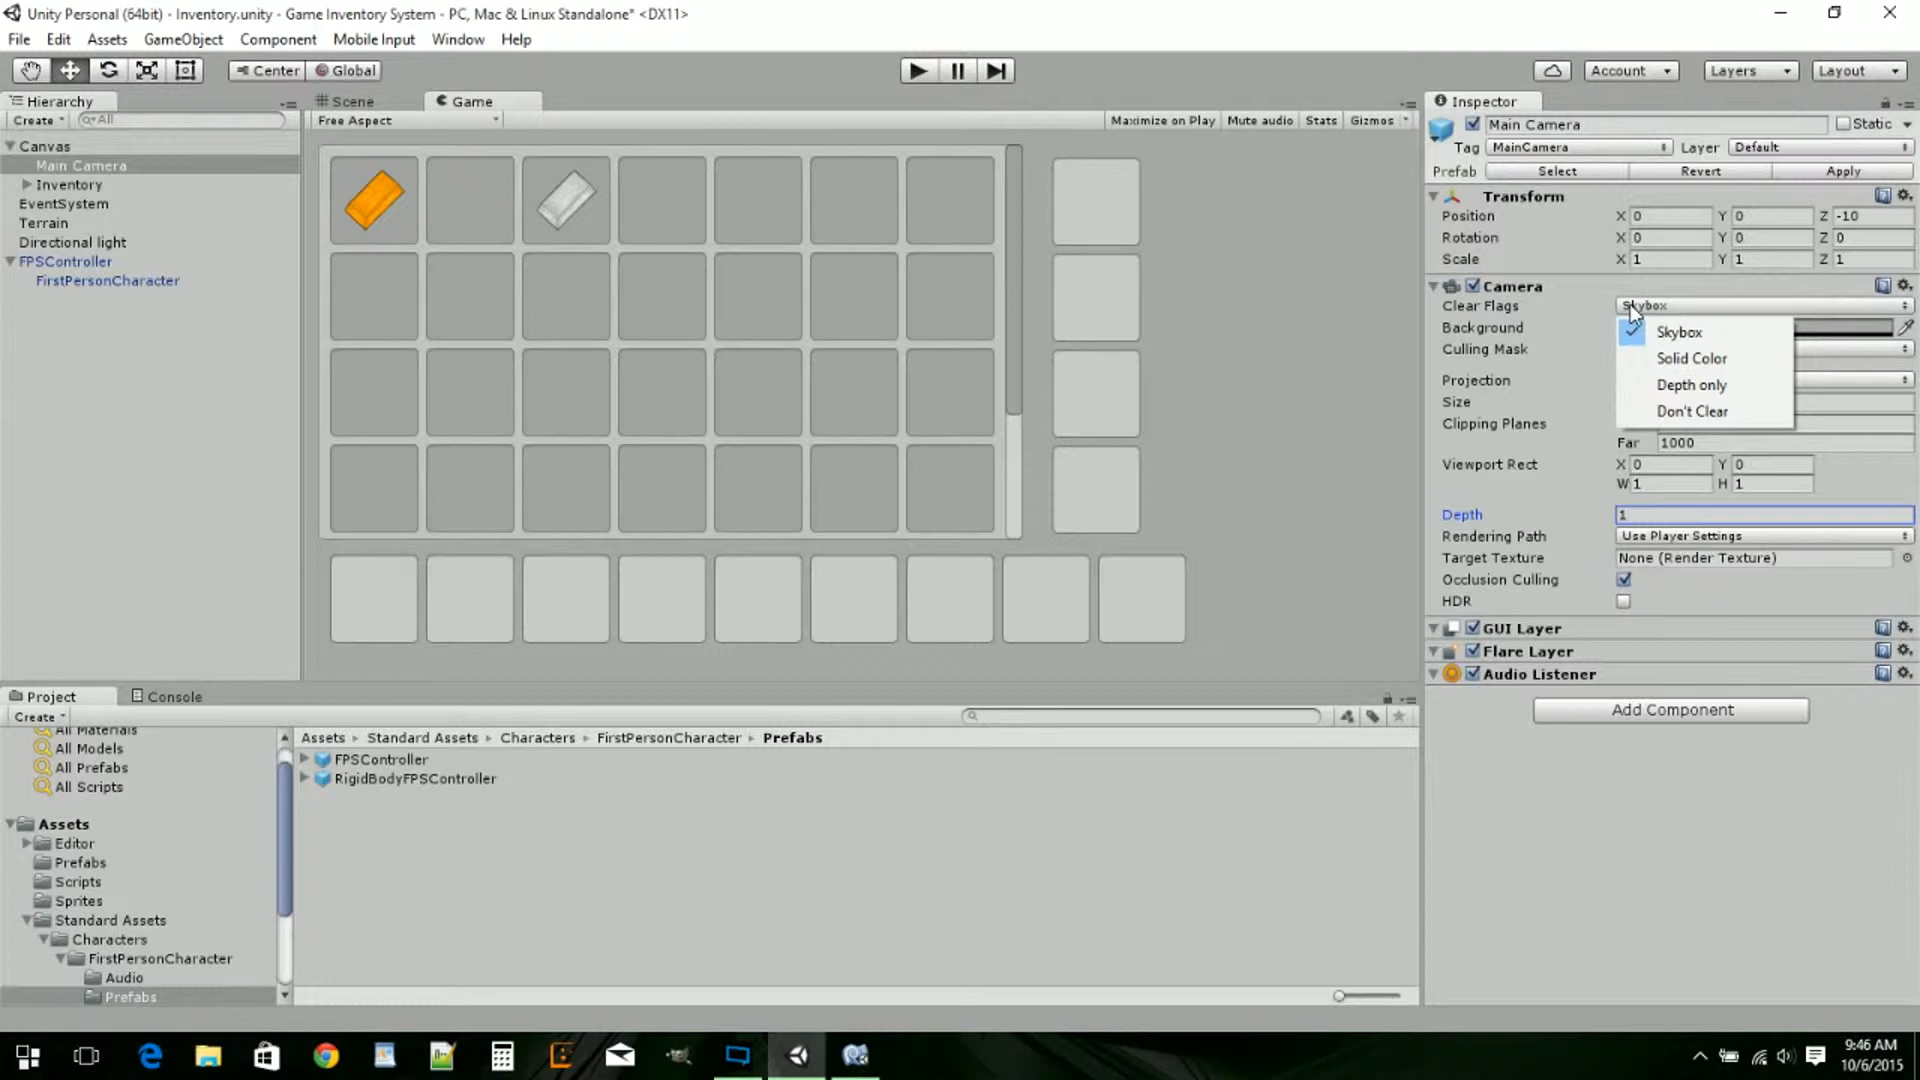 Unity Personal (64bit) - Inventory.unity - Game Inventory System - PC, Mac & Linux Standalone* <DX11>
File Edit Assets GameObject Component Mobile Input Window Help
Center Global Account Layers Layout
Hierarchy
Create All
Canvas
Main Camera
Inventory
EventSystem
Terrain
Directional light
FPSController
FirstPersonCharacter
Scene Game
Free Aspect Maximize on Play Mute audio Stats Gizmos
Inspector
Main Camera Static
Tag MainCamera Layer Default
Prefab Select Revert Apply
Transform
Position X 0 Y 0 Z -10
Rotation X 0 Y 0 Z 0
Scale X 1 Y 1 Z 1
Camera
Clear Flags Skybox
Background
Culling Mask
Projection
Size
Clipping Planes
Skybox
Solid Color
Depth only
Don't Clear
Far 1000
Viewport Rect X 0 Y 0
W 1 H 1
Depth 1
Rendering Path Use Player Settings
Target Texture None (Render Texture)
Occlusion Culling
HDR
GUI Layer
Flare Layer
Audio Listener
Add Component
Project Console
Create
All Materials
All Models
All Prefabs
All Scripts
Assets
Editor
Prefabs
Scripts
Sprites
Standard Assets
Characters
FirstPersonCharacter
Audio
Prefabs
Assets Standard Assets Characters FirstPersonCharacter Prefabs
FPSController
RigidBodyFPSController
9:46 AM
10/6/2015